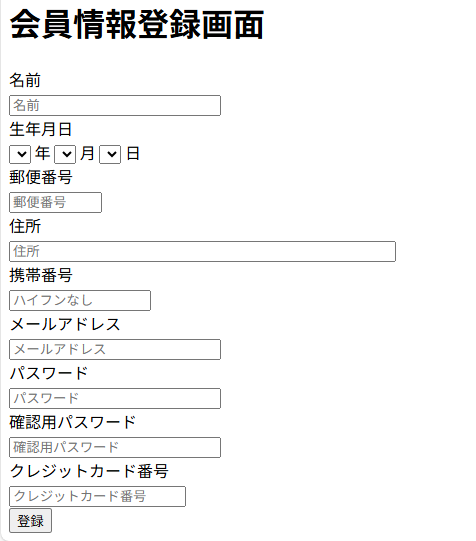 会員情報登録画面
名前
名前
生年月日
年 月 日
郵便番号
郵便番号
住所
住所
携帯番号
ハイフンなし
メールアドレス
メールアドレス
パスワード
パスワード
確認用パスワード
確認用パスワード
クレジットカード番号
クレジットカード番号
登録